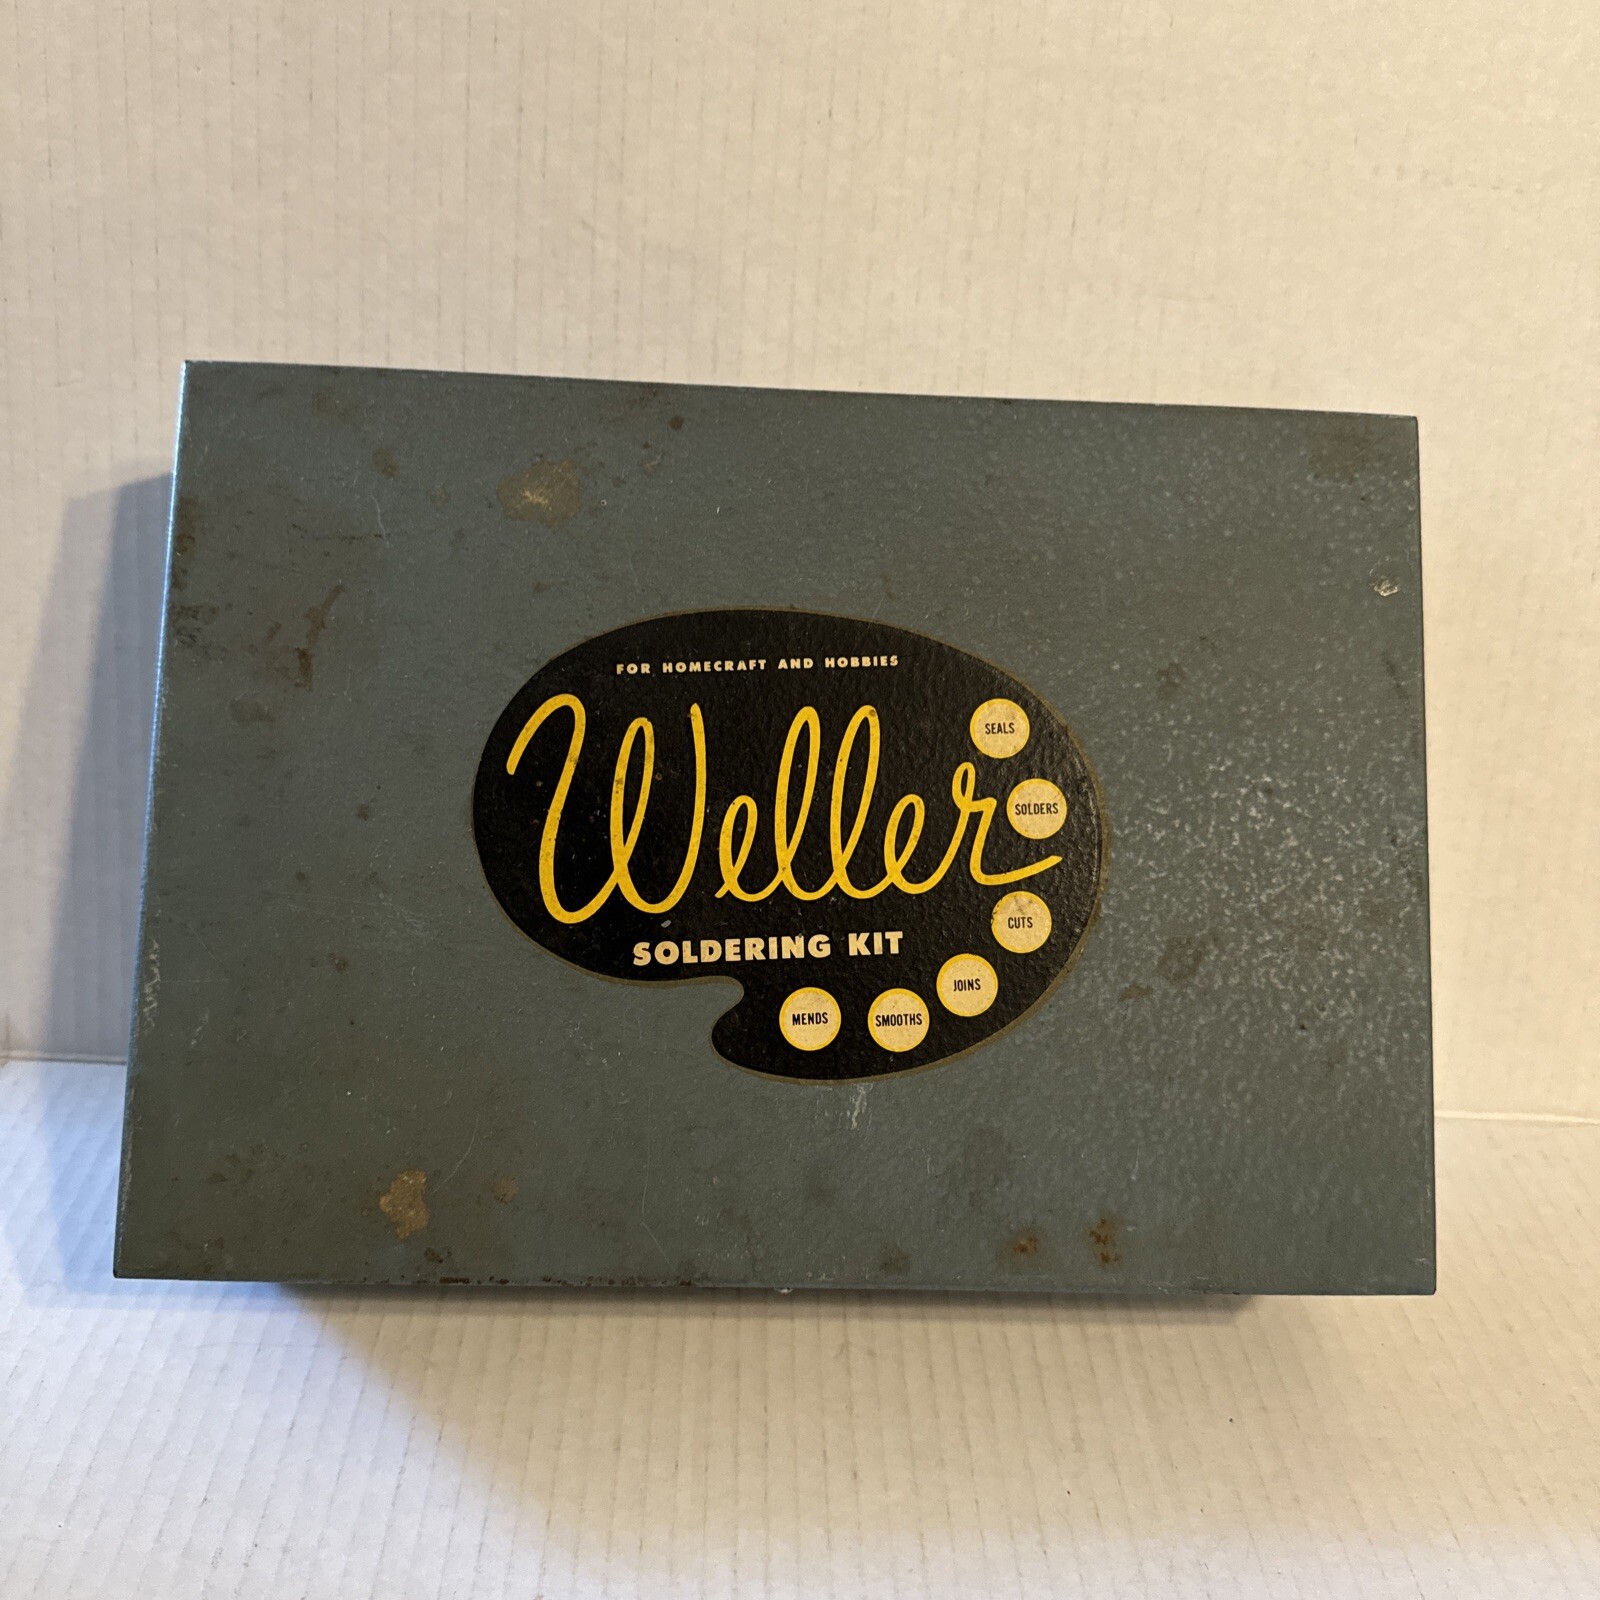 FOR HOMECRAFT AND HOBBIES
Weller
SOLDERING KIT
SEALS
SOLDERS
CUTS
JOINS
SMOOTHS
MENDS